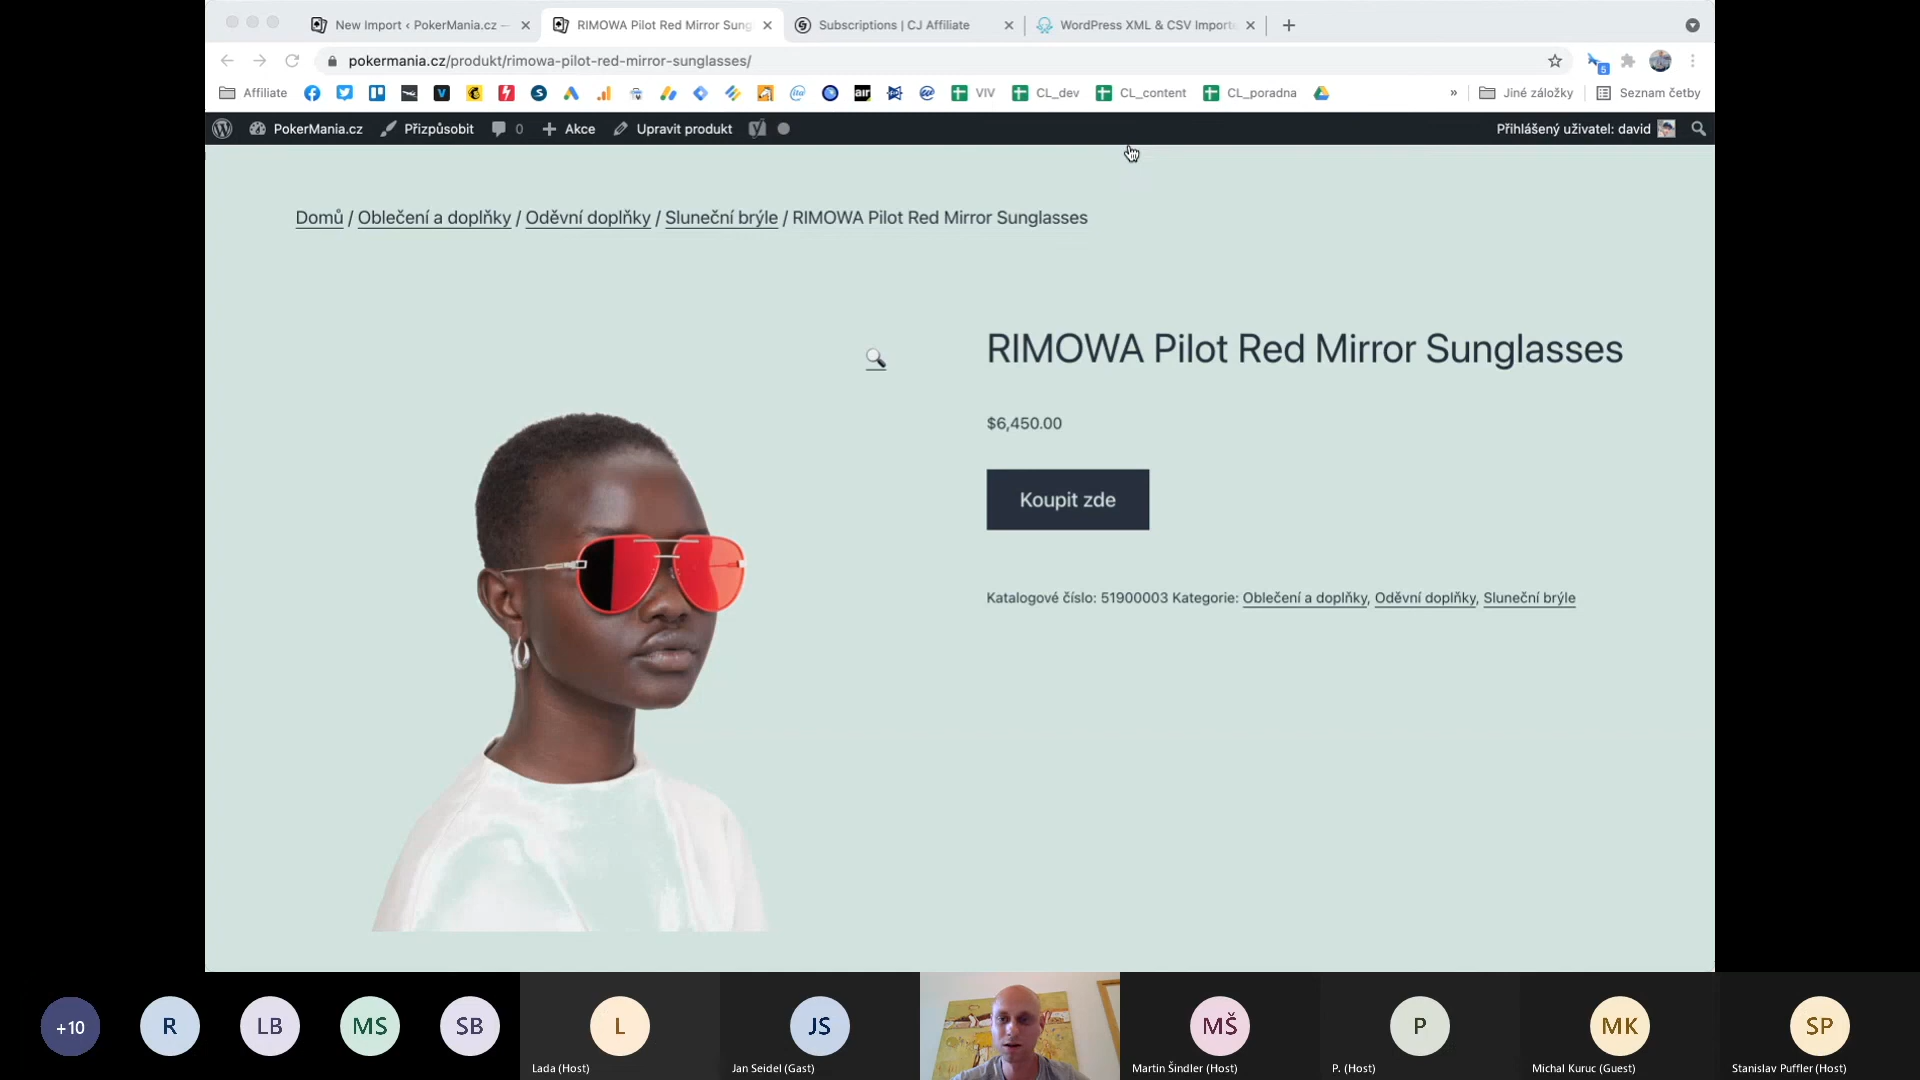 New Import ‹ PokerMania.cz —
RIMOWA Pilot Red Mirror Sung
Subscriptions | CJ Affiliate
WordPress XML & CSV Importe
pokermania.cz/produkt/rimowa-pilot-red-mirror-sunglasses/
5
Affiliate
VIV
CL_dev
CL_content
CL_poradna
»
Jiné záložky
Seznam četby
PokerMania.cz
Přizpůsobit
0
Akce
Upravit produkt
Přihlášený uživatel: david
Domů / Oblečení a doplňky / Oděvní doplňky / Sluneční brýle / RIMOWA Pilot Red Mirror Sunglasses
RIMOWA Pilot Red Mirror Sunglasses
$6,450.00
Koupit zde
Katalogové číslo: 51900003 Kategorie: Oblečení a doplňky, Oděvní doplňky, Sluneční brýle
+10
R
LB
MS
SB
L
JS
MŠ
P
MK
SP
Lada (Host)
Jan Seidel (Gast)
Martin Šindler (Host)
P. (Host)
Michal Kuruc (Guest)
Stanislav Puffler (Host)